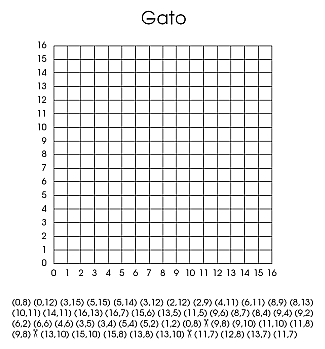 Gato
16
15
14
13
12
11
10
9
8
7
6
5
4
3
2
1
0
0 1 2 3 4 5 6 7 8 9 10 11 12 13 14 15 16
(0,8) (0,12) (3,15) (5,15) (5,14) (3,12) (2,12) (2,9) (4,11) (6,11) (8,9) (8,13)
(10,11) (14,11) (16,13) (16,7) (15,6) (13,5) (11,5) (9,6) (8,7) (8,4) (9,4) (9,2)
(6,2) (6,6) (4,6) (3,5) (3,4) (5,4) (5,2) (1,2) (0,8) ✂ (9,8) (9,10) (11,10) (11,8)
(9,8) ✂ (13,10) (15,10) (15,8) (13,8) (13,10) ✂ (11,7) (12,8) (13,7) (11,7)